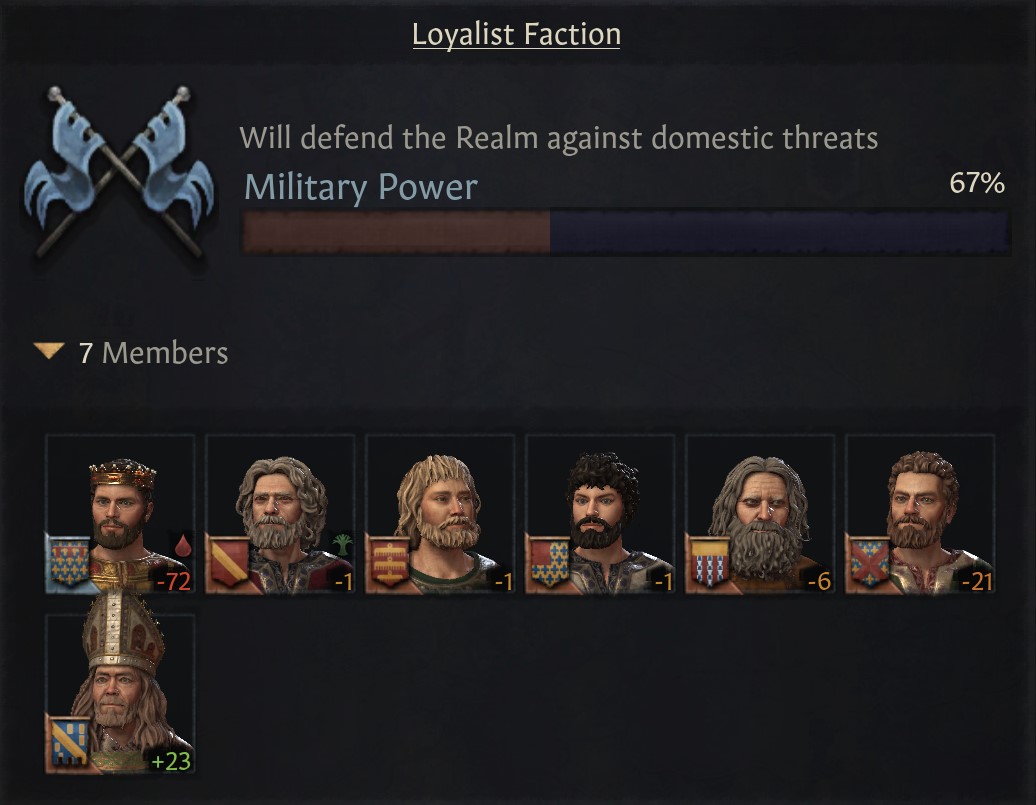 Loyalist Faction
Will defend the Realm against domestic threats
Military Power 67%
7 Members
-72 -1 -1 -1 -6 -21
+23